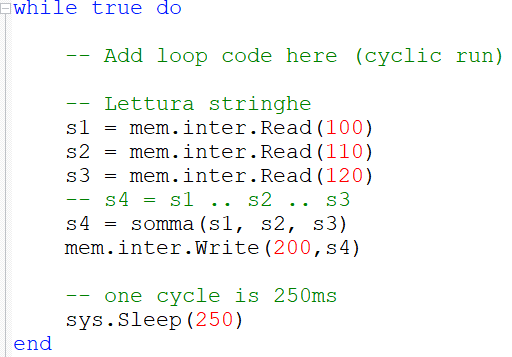 while true do
-- Add loop code here (cyclic run)
-- Lettura stringhe
s1 = mem.inter.Read(100)
s2 = mem.inter.Read(110)
s3 = mem.inter.Read(120)
-- s4 = s1 .. s2 .. s3
s4 = somma(s1, s2, s3)
mem.inter.Write(200,s4)
-- one cycle is 250ms
sys.Sleep(250)
end